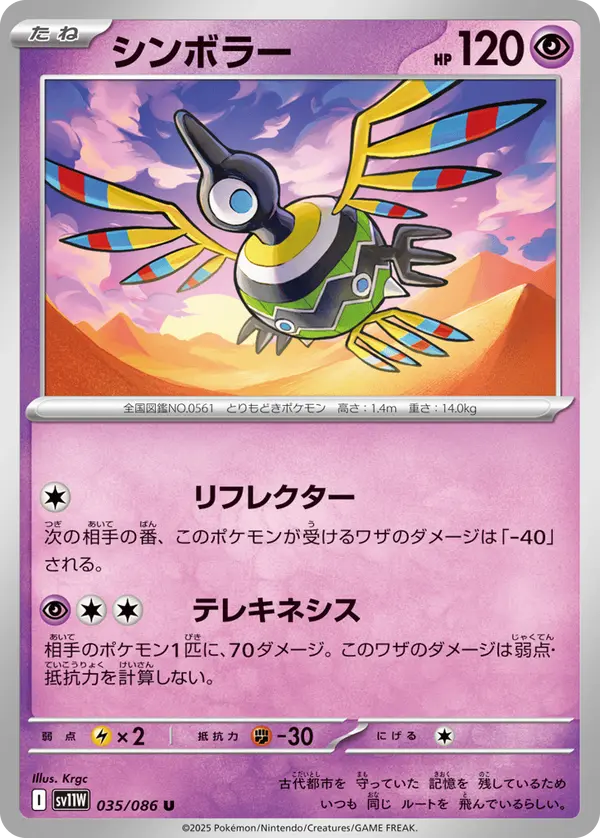 たね シンボラー HP 120
全国図鑑NO.0561 とりもどきポケモン 高さ：1.4m 重さ：14.0kg
リフレクター
次の相手の番、このポケモンが受けるワザのダメージは「-40」
される。
テレキネシス
相手のポケモン1匹に、70ダメージ。このワザのダメージは弱点・
抵抗力を計算しない。
弱点 ×2 抵抗力 -30 にげる
Illus. Krgc
I sv11W 035/086 U
古代都市を 守っていた 記憶を 残しているため
いつも 同じ ルートを 飛んでいるらしい。
©2025 Pokémon/Nintendo/Creatures/GAME FREAK.